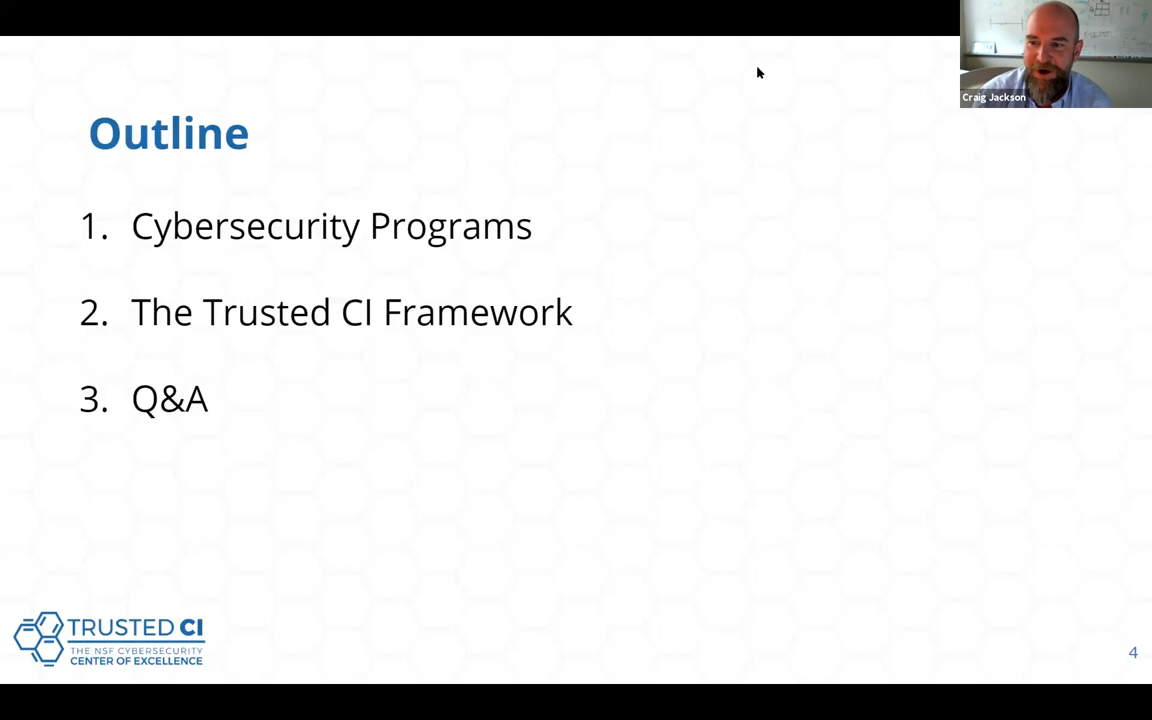 Craig Jackson
Outline
1. Cybersecurity Programs
2. The Trusted CI Framework
3. Q&A
TRUSTED CI
THE NSF CYBERSECURITY
CENTER OF EXCELLENCE
4